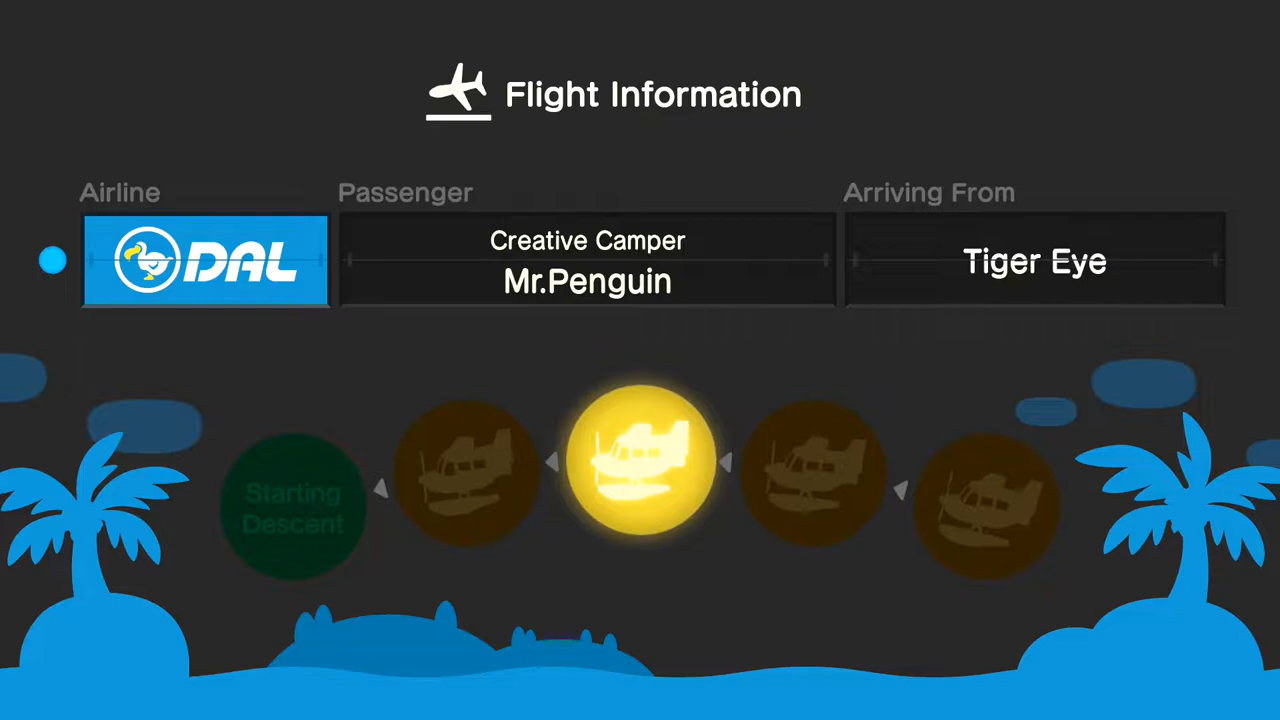 Flight Information
Airline
Passenger
Arriving From
DAL
Creative Camper
Mr.Penguin
Tiger Eye
Starting
Descent